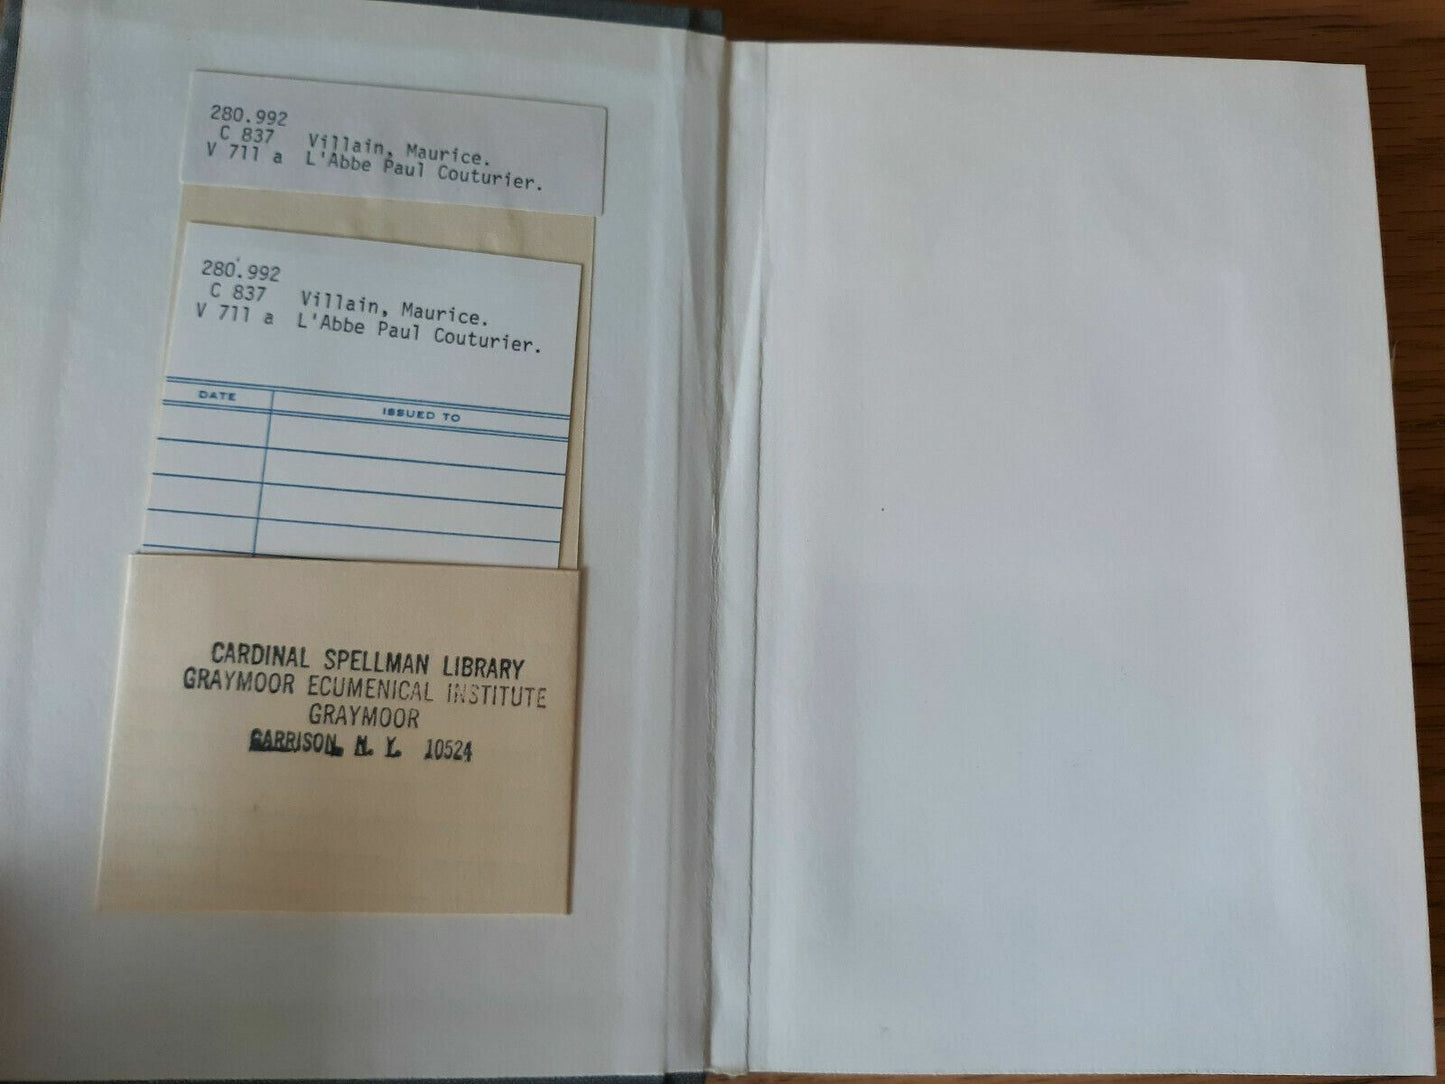 280.992
C 837 Villain, Maurice.
V 711 a L'Abbe Paul Couturier.
280.992
C 837 Villain, Maurice.
V 711 a L'Abbe Paul Couturier.
DATE ISSUED TO
CARDINAL SPELLMAN LIBRARY
GRAYMOOR ECUMENICAL INSTITUTE
GRAYMOOR
GARRISON, N. Y. 10524